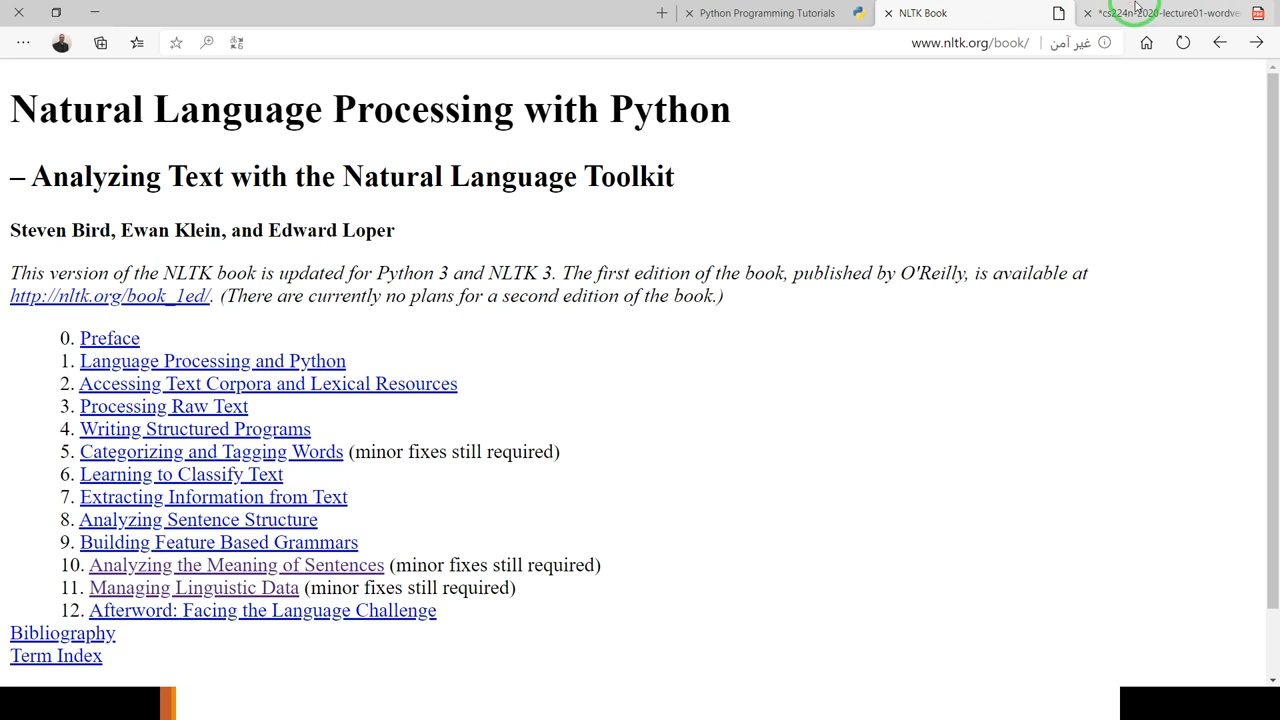 Python Programming Tutorials
NLTK Book
*cs224n-2020-lecture01-wordve
www.nltk.org/book/
غير آمن
Natural Language Processing with Python
– Analyzing Text with the Natural Language Toolkit
Steven Bird, Ewan Klein, and Edward Loper
This version of the NLTK book is updated for Python 3 and NLTK 3. The first edition of the book, published by O'Reilly, is available at
http://nltk.org/book_1ed/. (There are currently no plans for a second edition of the book.)
0. Preface
1. Language Processing and Python
2. Accessing Text Corpora and Lexical Resources
3. Processing Raw Text
4. Writing Structured Programs
5. Categorizing and Tagging Words (minor fixes still required)
6. Learning to Classify Text
7. Extracting Information from Text
8. Analyzing Sentence Structure
9. Building Feature Based Grammars
10. Analyzing the Meaning of Sentences (minor fixes still required)
11. Managing Linguistic Data (minor fixes still required)
12. Afterword: Facing the Language Challenge
Bibliography
Term Index